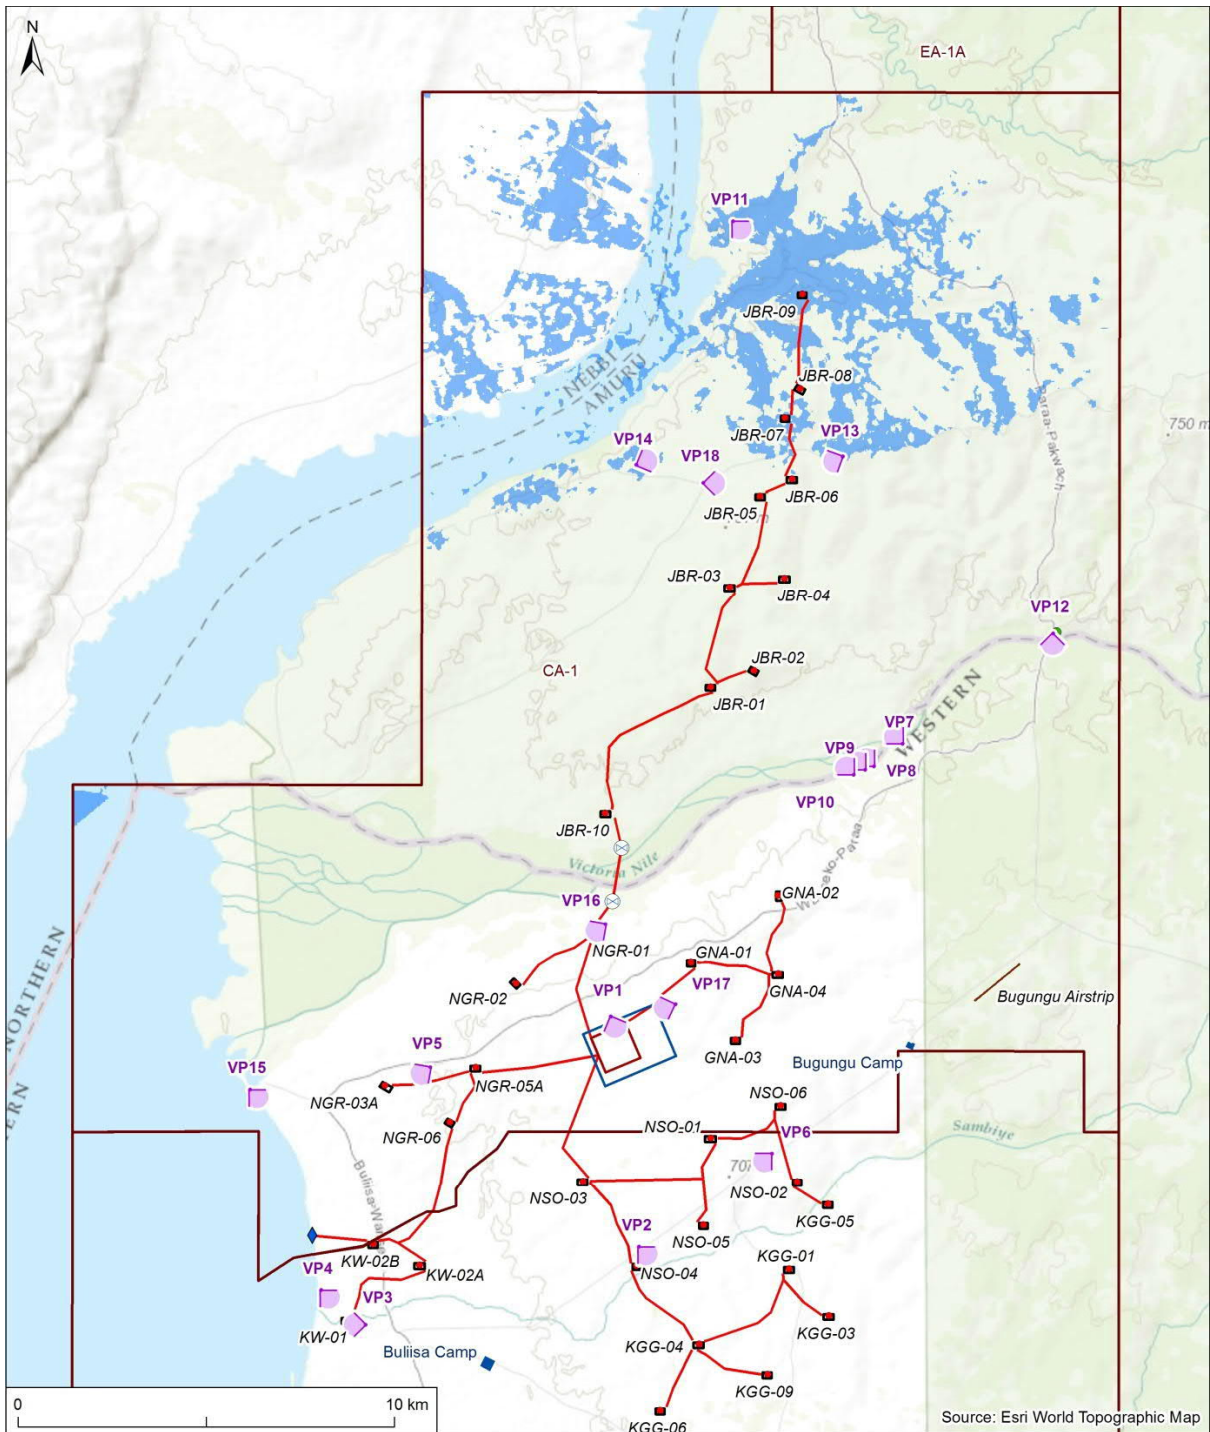 N
EA-1A
VP11
JBR-09
NEBBI
AMURU
JBR-08
JBR-07
VP13
750 m
VP14
VP18
Paraa-Pakwach
JBR-06
JBR-05
JBR-03
JBR-04
VP12
JBR-02
CA-1
JBR-01
WESTERN
VP7
VP9
VP8
VP10
JBR-10
Victoria Nile
GNA-02
VP16
NGR-01
GNA-01
NGR-02
GNA-04
VP17
Bugungu Airstrip
VP1
NORTHERN
GNA-03
VP5
Bugungu Camp
VP15
NGR-05A
NGR-03A
NSO-06
NGR-06
NSO-01
Sambiye
VP6
NSO-03
NSO-02
KGG-05
VP2
NSO-05
KW-02B
KGG-01
VP4
KW-02A
NSO-04
VP3
KW-01
KGG-03
KGG-04
Buliisa Camp
KGG-09
0
10 km
KGG-06
Source: Esri World Topographic Map